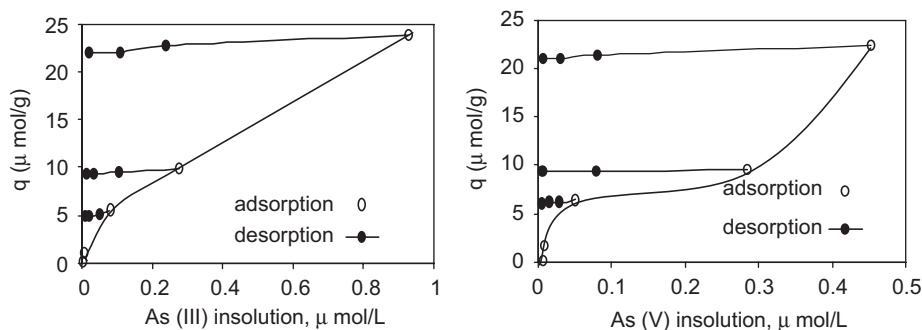 25
20
15
10
5
0
q (μ mol/g)
adsorption
desorption
0 0.2 0.4 0.6 0.8 1
As (III) insolution, μ mol/L
25
20
15
10
5
0
q (μ mol/g)
adsorption
desorption
0 0.1 0.2 0.3 0.4 0.5
As (V) insolution, μ mol/L